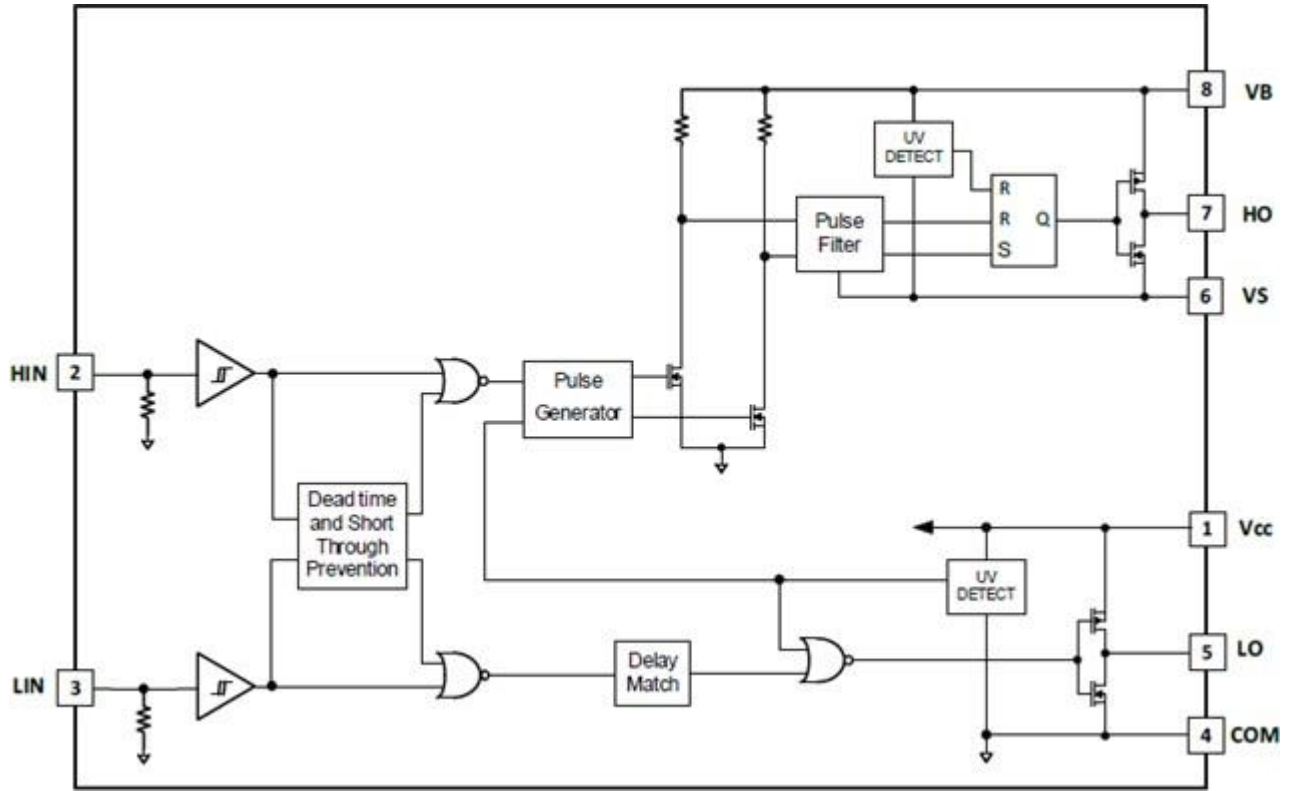 8 VB
UV
DETECT
R
7 HO
Pulse
Filter
R Q
S
6 VS
HIN 2
Pulse
Generator
Dead time
and Short
Through
Prevention
1 Vcc
UV
DETECT
5 LO
LIN 3
Delay
Match
4 COM